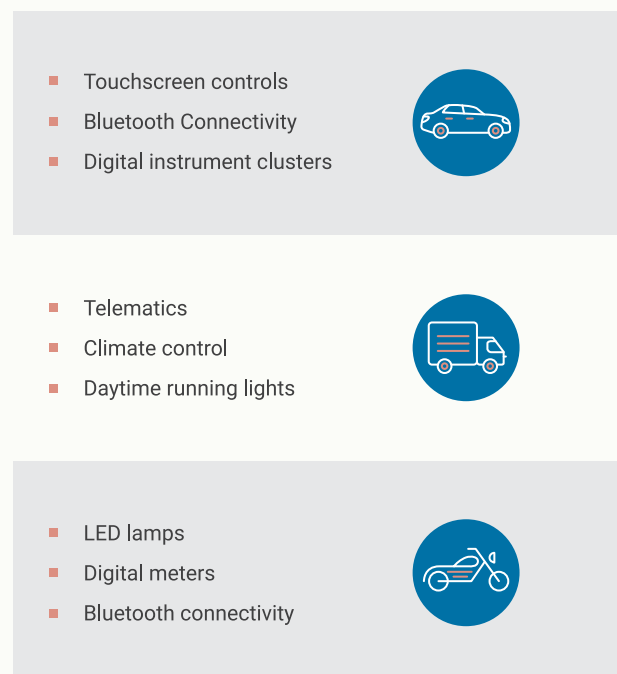 Touchscreen controls
Bluetooth Connectivity
Digital instrument clusters
Telematics
Climate control
Daytime running lights
LED lamps
Digital meters
Bluetooth connectivity